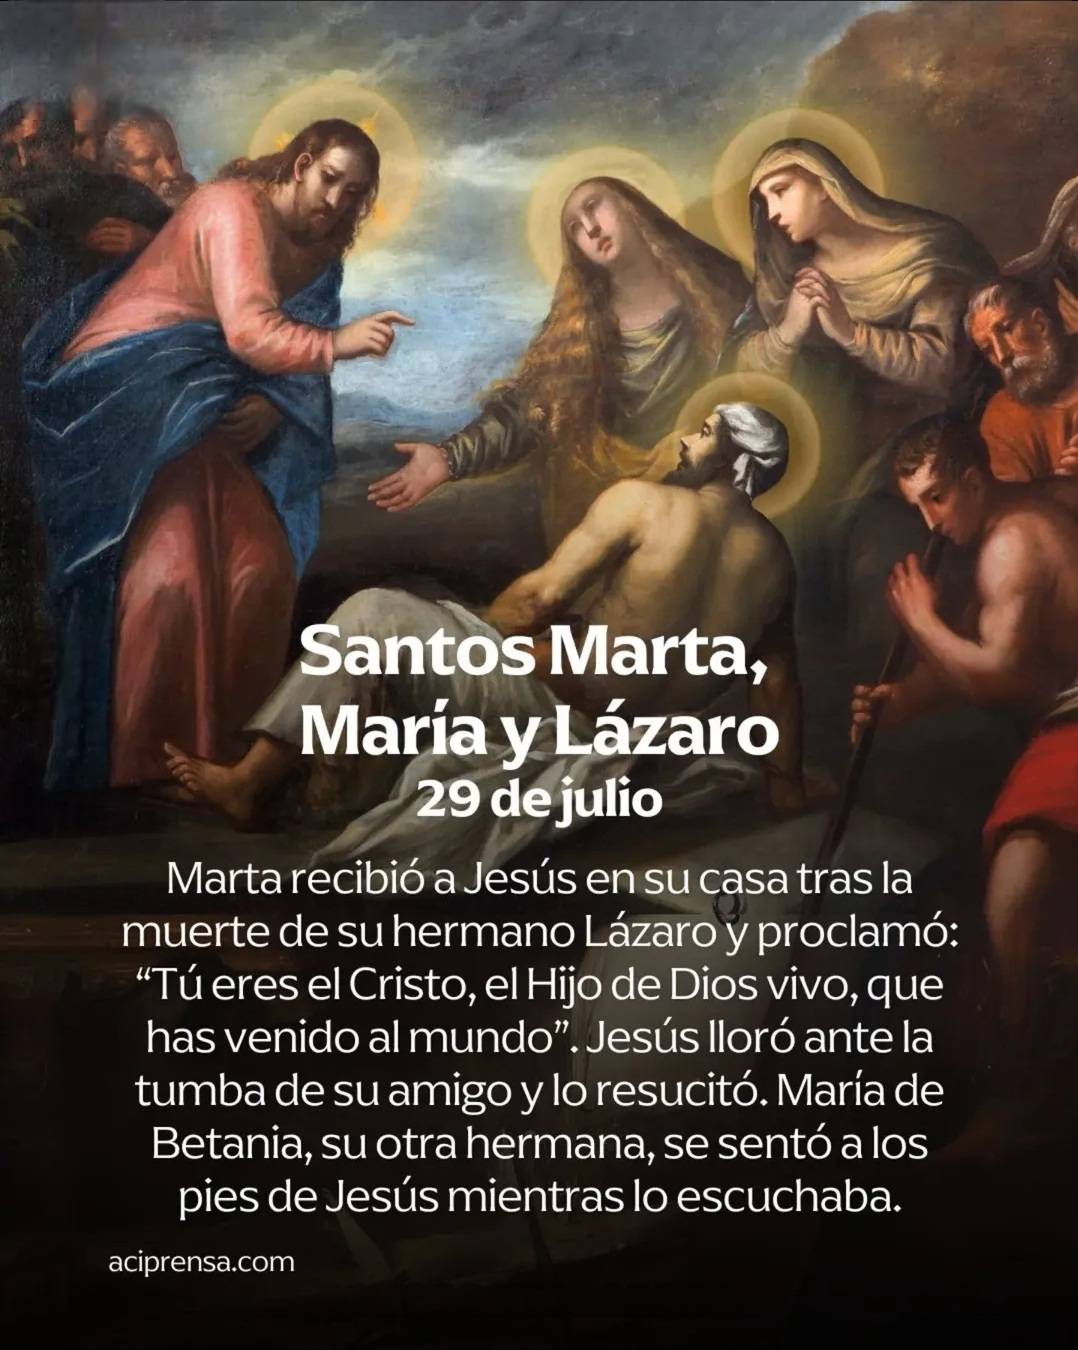 Santos Marta,
María y Lázaro
29 de julio
Marta recibió a Jesús en su casa tras la
muerte de su hermano Lázaro y proclamó:
“Tú eres el Cristo, el Hijo de Dios vivo, que
has venido al mundo”. Jesús lloró ante la
tumba de su amigo y lo resucitó. María de
Betania, su otra hermana, se sentó a los
pies de Jesús mientras lo escuchaba.
aciprensa.com